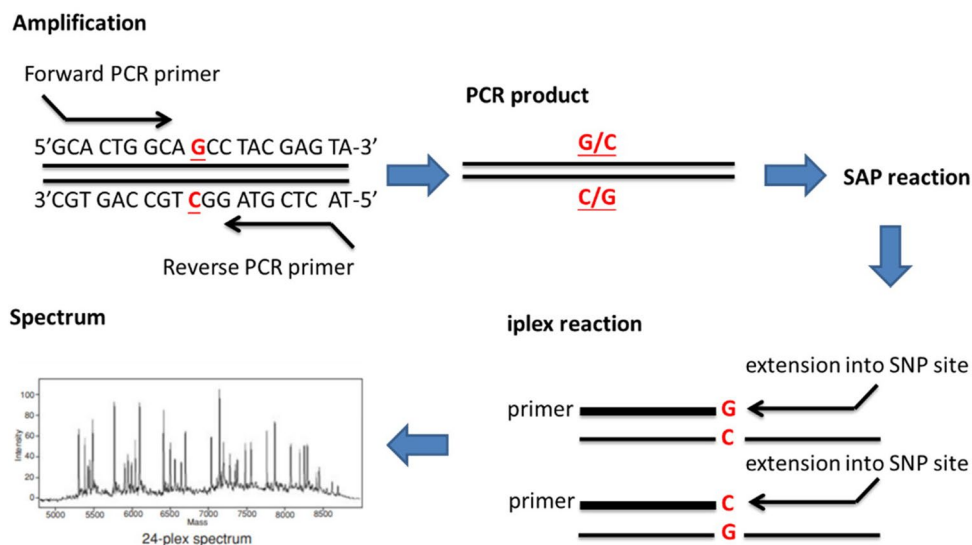 Amplification
Forward PCR primer
5'GCA CTG GCA GCC TAC GAG TA-3'
3'CGT GACCGT CGG ATG CTC AT-5'
Reverse PCR primer
PCR product
G/C
C/G
SAP reaction
iplex reaction
extension into SNP site
primer
G
C
extension into SNP site
primer
C
G
Spectrum
Intensity
100
80
60
40
20
0
5000 5500 6000 6500 7000 7500 8000 8500
Mass
24-plex spectrum